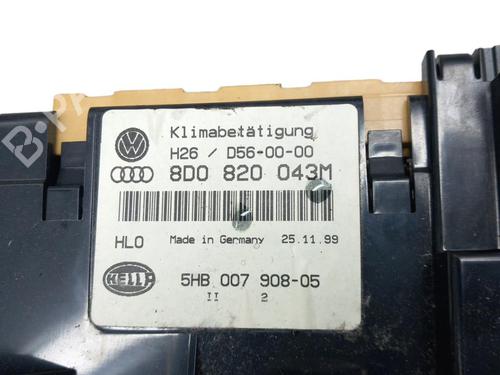 Klimabetätigung
H26 / D56-00-00
8D0 820 043M
HLO Made in Germany 25.11.99
HELLA
5HB 007 908-05
II 2